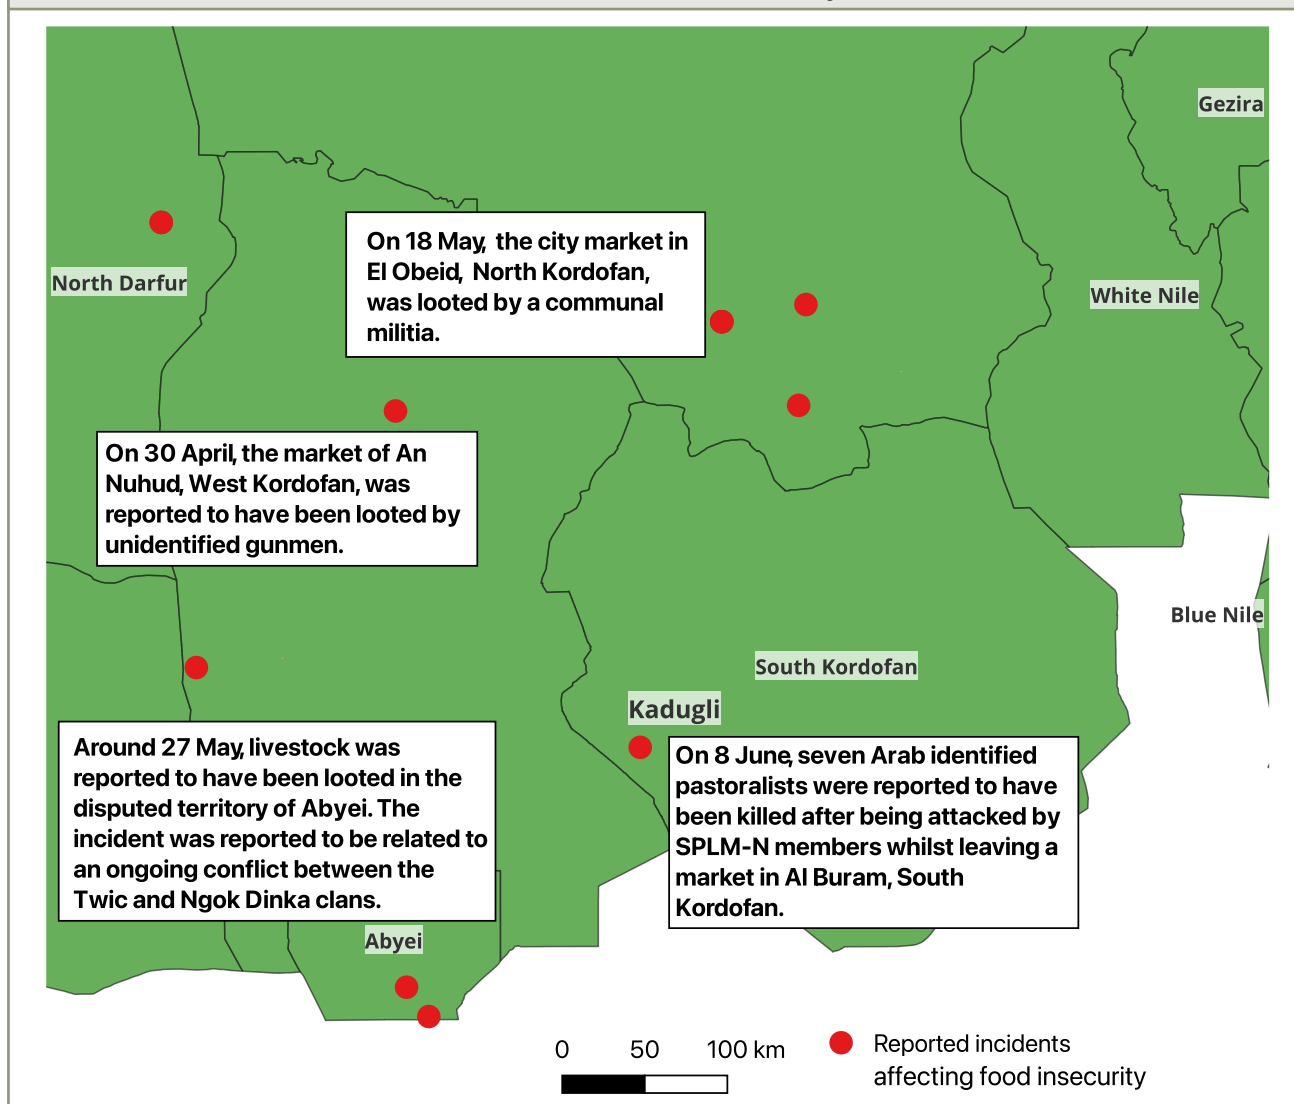 Gezira
On 18 May, the city market in
El Obeid, North Kordofan,
was looted by a communal
militia.
North Darfur
White Nile
On 30 April, the market of An
Nuhud, West Kordofan, was
reported to have been looted by
unidentified gunmen.
Blue Nile
South Kordofan
Kadugli
Around 27 May, livestock was
reported to have been looted in the
disputed territory of Abyei. The
incident was reported to be related to
an ongoing conflict between the
Twic and Ngok Dinka clans.
On 8 June, seven Arab identified
pastoralists were reported to have
been killed after being attacked by
SPLM-N members whilst leaving a
market in Al Buram, South
Kordofan.
Abyei
0 50 100 km
Reported incidents
affecting food insecurity